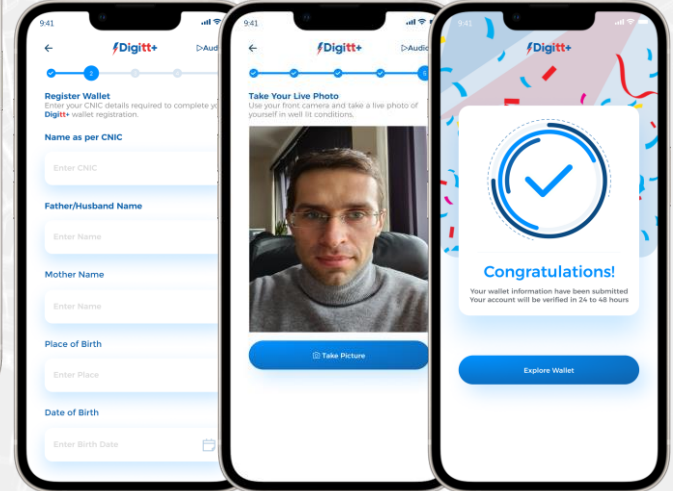 9:41
Digitt+
Aud
2
Register Wallet
Enter your CNIC details required to complete
Digitt+ wallet registration.
Name as per CNIC
Enter CNIC
Father/Husband Name
Enter Name
Mother Name
Enter Name
Place of Birth
Enter Place
Date of Birth
Enter Birth Date
9:41
Digitt+
Audio
5
Take Your Live Photo
Use your front camera and take a live photo of
yourself in well lit conditions.
Take Picture
9:41
Digitt+
Congratulations!
Your wallet information have been submitted
Your account will be verified in 24 to 48 hours
Explore Wallet